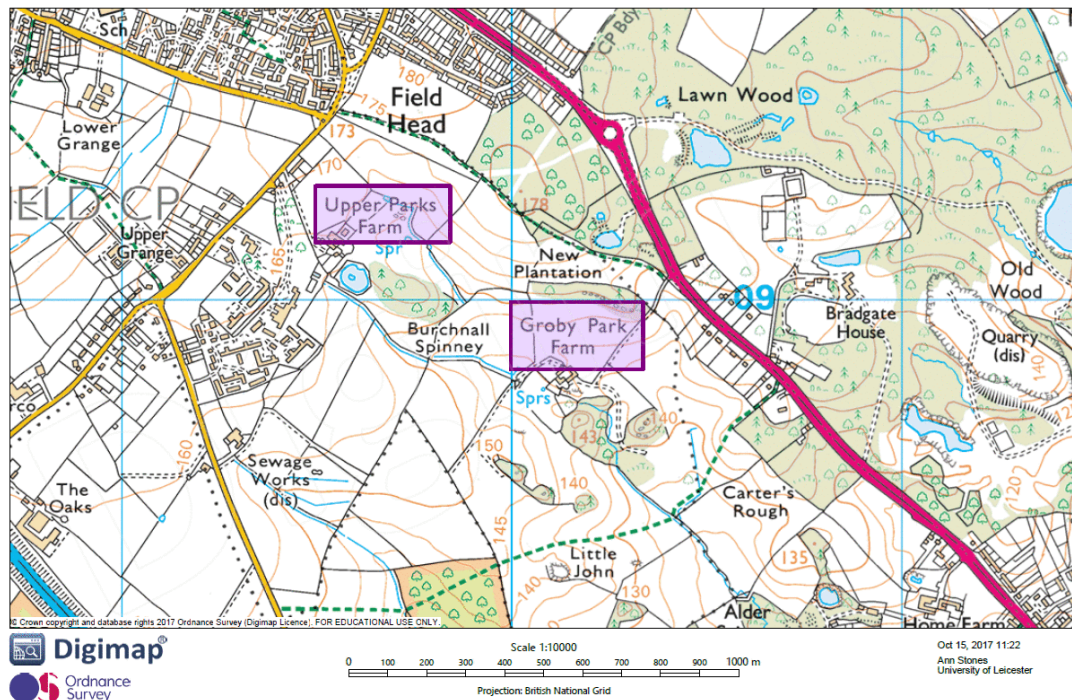 Sch
180
Field
Head
175
173
170
CP Bdy
Lawn Wood
Lower
Grange
IELD CP
Upper Parks
Farm
Spr
178
Upper
Grange
165
New
Plantation
09
Old
Wood
Bradgate
House
Burchnall
Spinney
Groby Park
Farm
Quarry
(dis)
140
Sprs
143
140
160
150
Sewage
Works
(dis)
140
120
The
Oaks
145
Carter's
Rough
Little
John
135
140
130
Alder
Home Farm
© Crown copyright and database rights 2017 Ordnance Survey (Digimap Licence). FOR EDUCATIONAL USE ONLY.
Digimap®
Ordnance
Survey
Scale 1:10000
0 100 200 300 400 500 600 700 800 900 1000 m
Projection: British National Grid
Oct 15, 2017 11:22
Ann Stones
University of Leicester